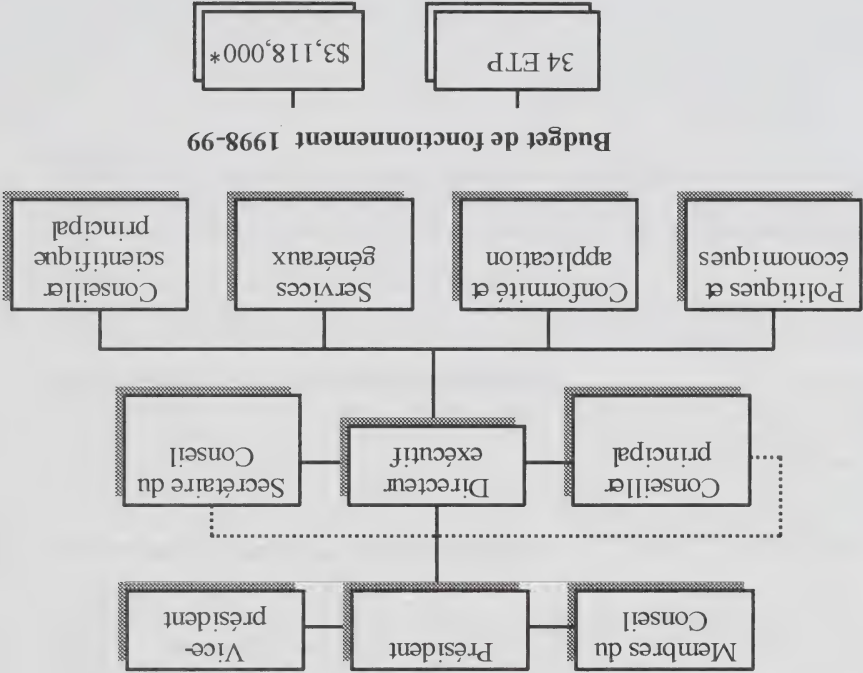 Membres du
Conseil
Président
Vice-
président
Conseiller
principal
Directeur
exécutif
Secrétaire du
Conseil
Politiques et
économiques
Conformité et
application
Services
généraux
Conseiller
scientifique
principal
Budget de fonctionnement 1998-99
34 ETP
$3,118,000*